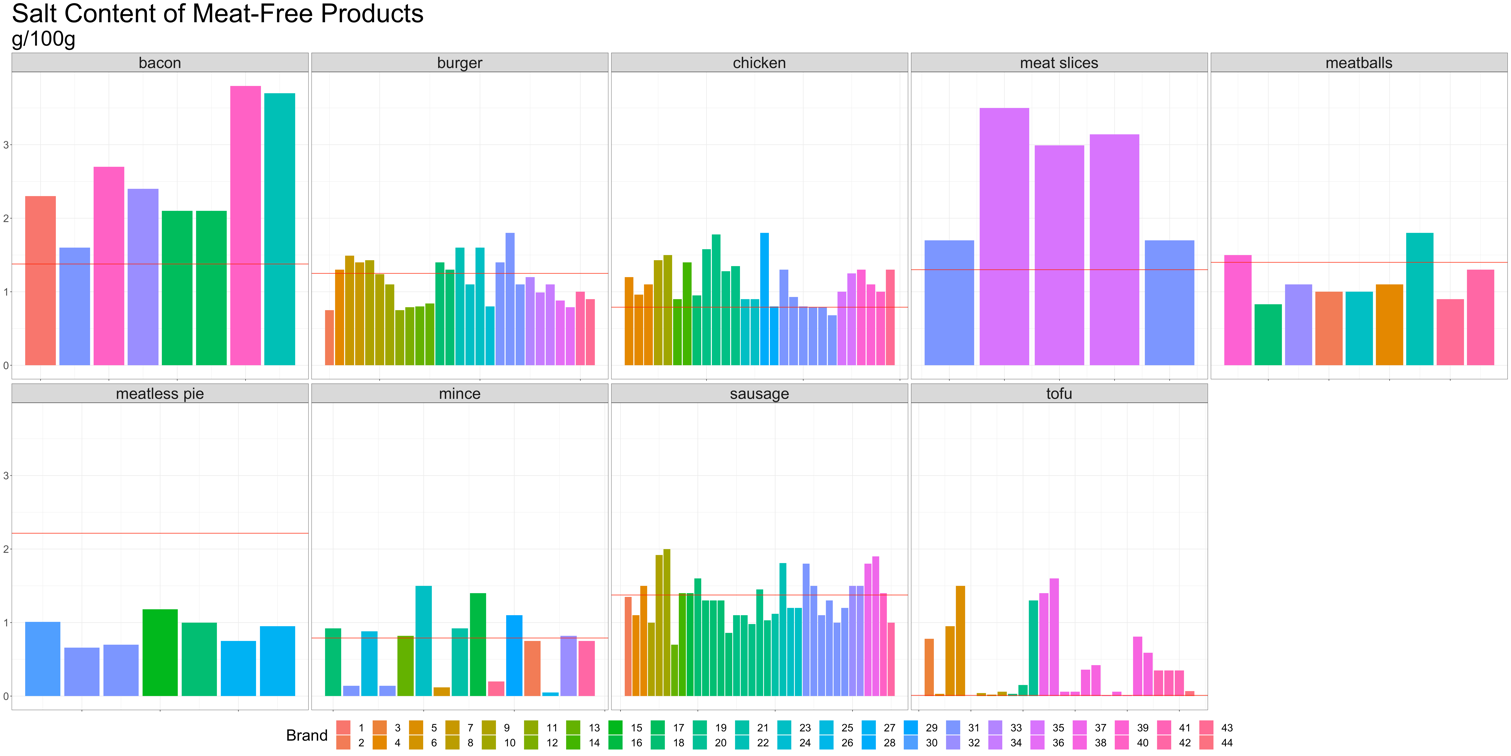 Salt Content of Meat-Free Products
g/100g
bacon burger chicken meat slices meatballs
3
2
1
0
meatless pie mince sausage tofu
3
2
1
0
Brand
1 3 5 7 9 11 13 15 17 19 21 23 25 27 29 31 33 35 37 39 41 43
2 4 6 8 10 12 14 16 18 20 22 24 26 28 30 32 34 36 38 40 42 44